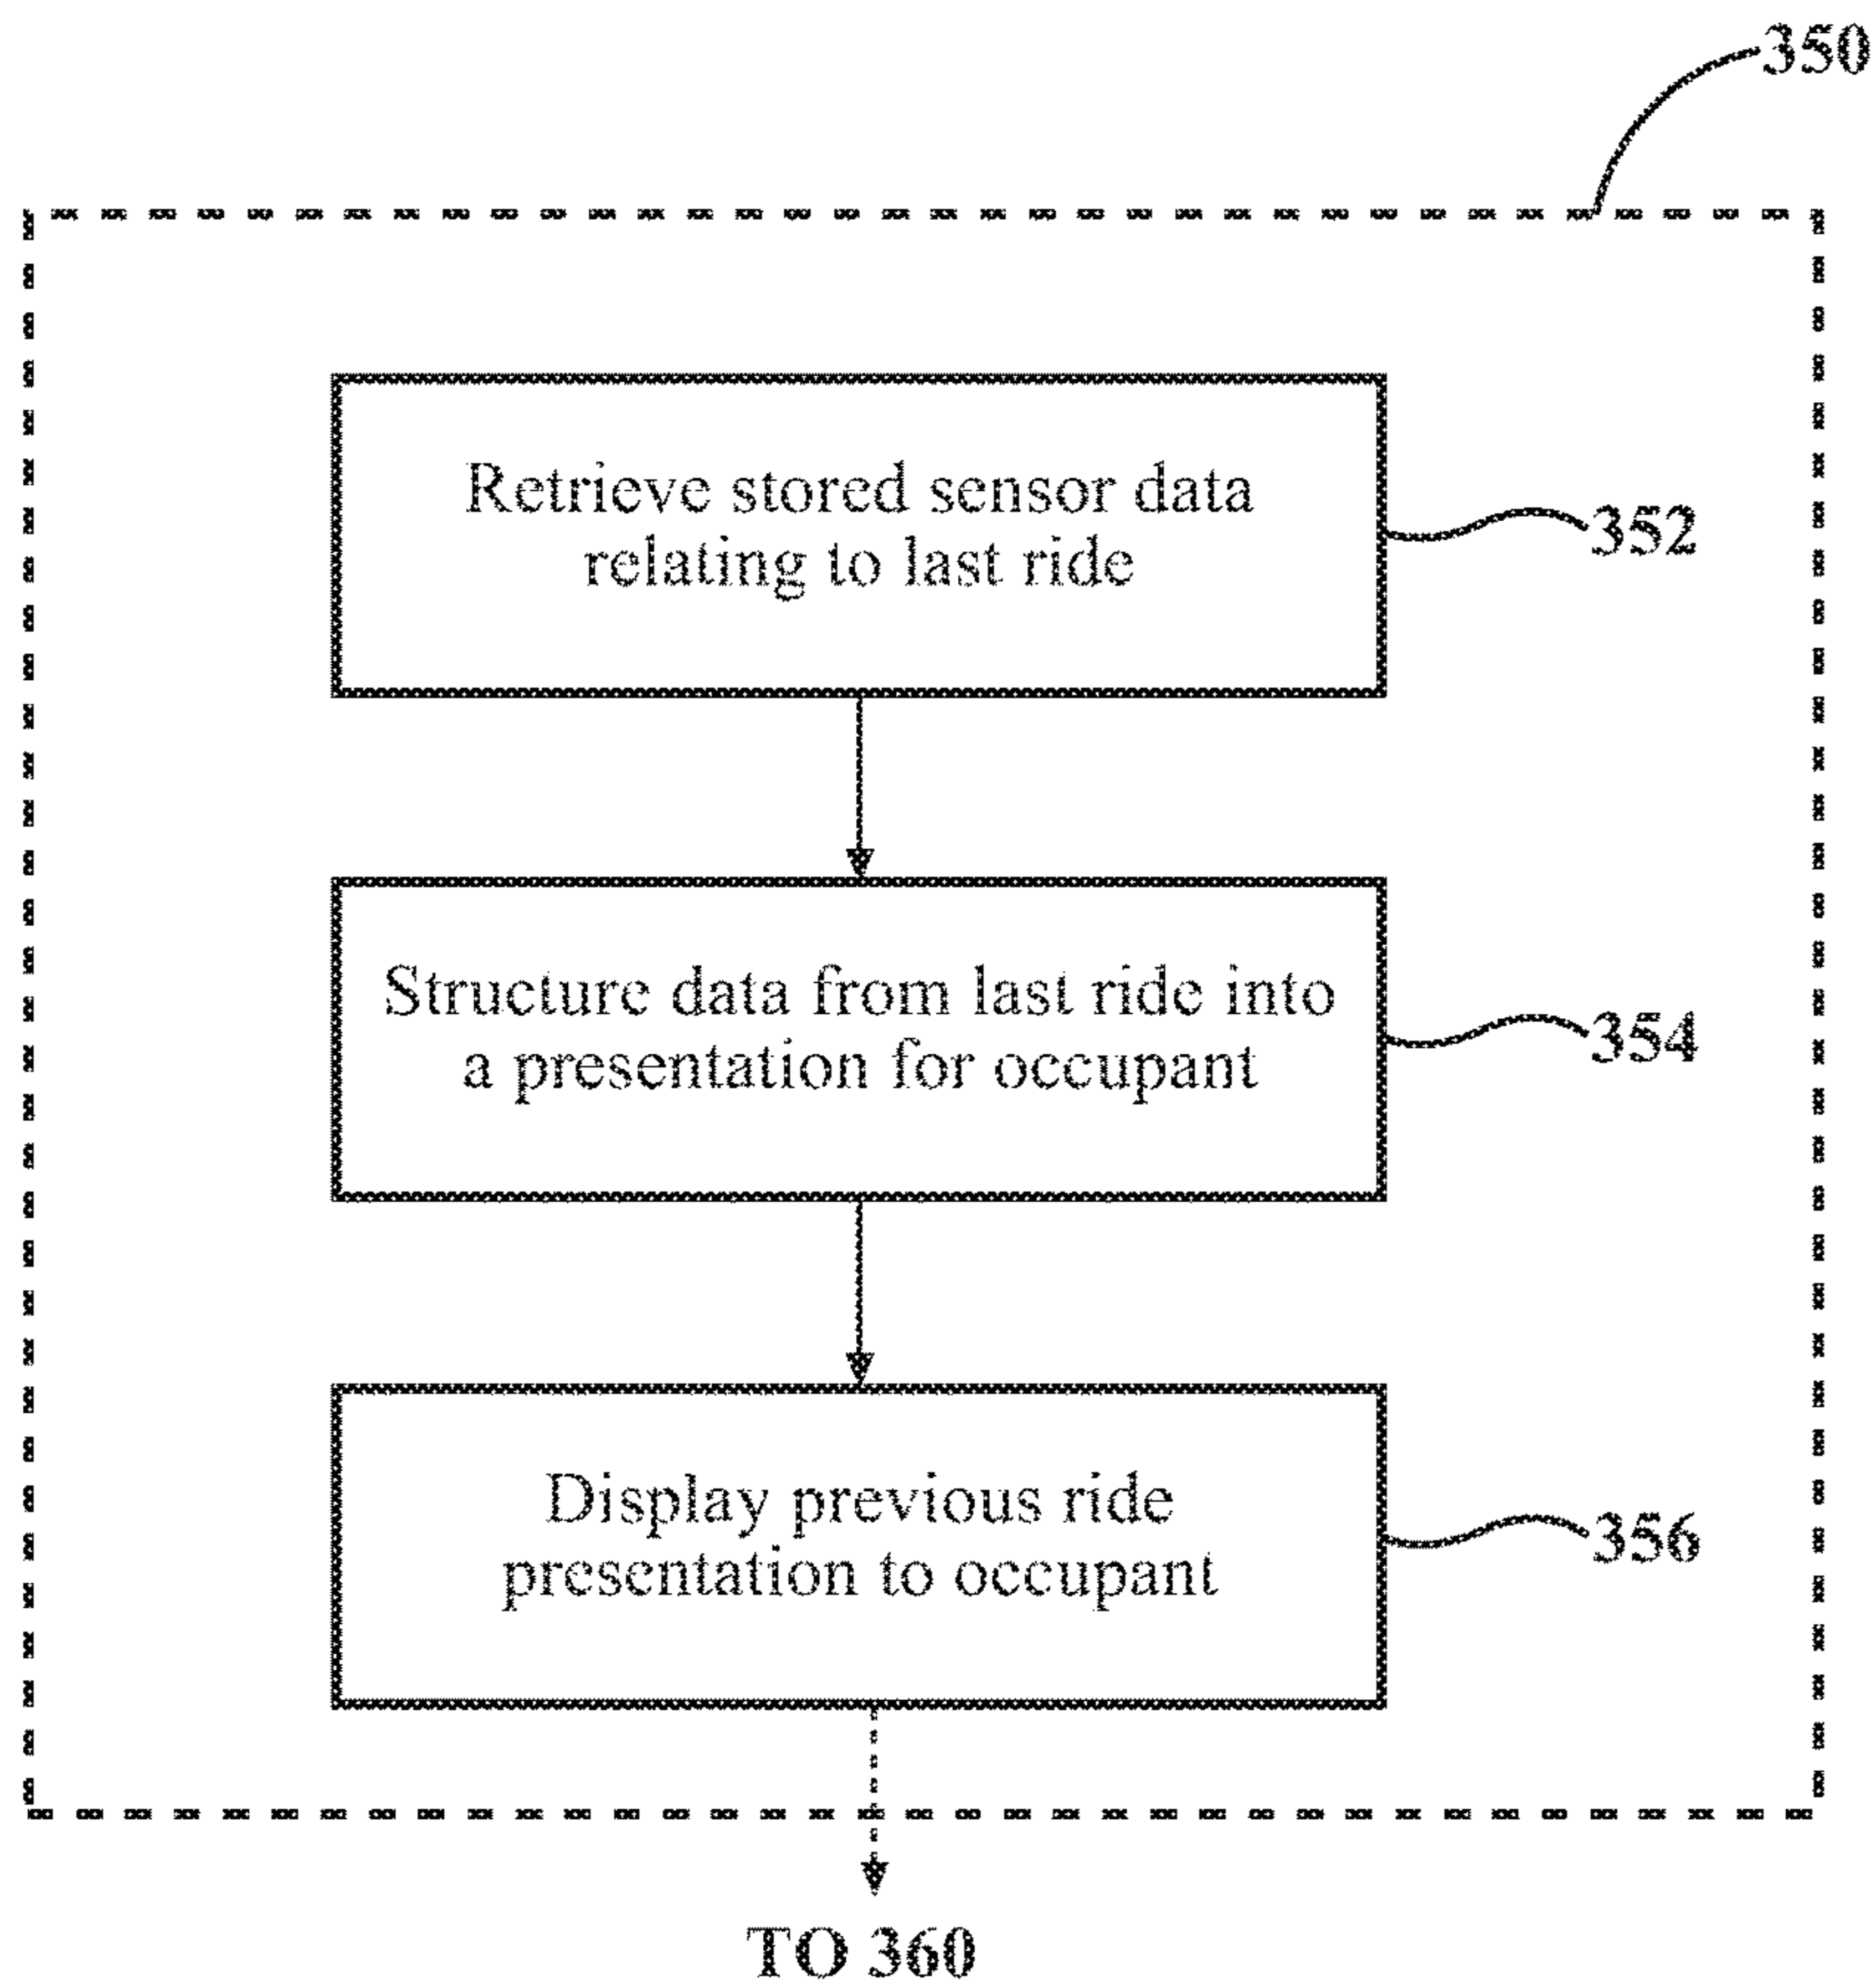 350
Retrieve stored sensor data
relating to last ride
352
Structure data from last ride into
a presentation for occupant
354
Display previous ride
presentation to occupant
356
TO 360